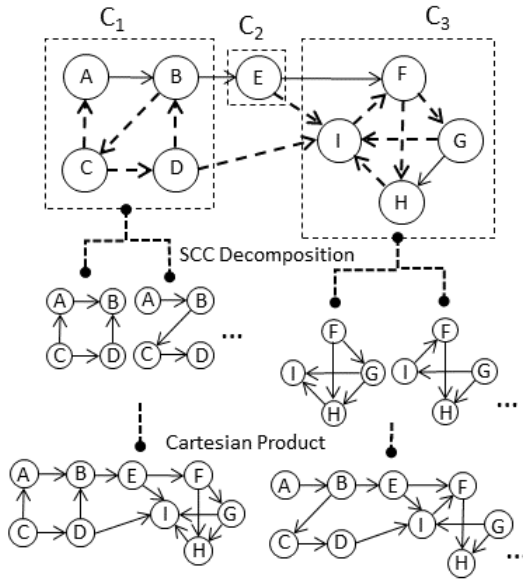 C1 C2 C3
A B E F
I G
C D H
SCC Decomposition
A B A B
C D C D ...
F F
I G I G
H H ...
Cartesian Product
A B E F A B E F
I G I G
C D C D
H H ...